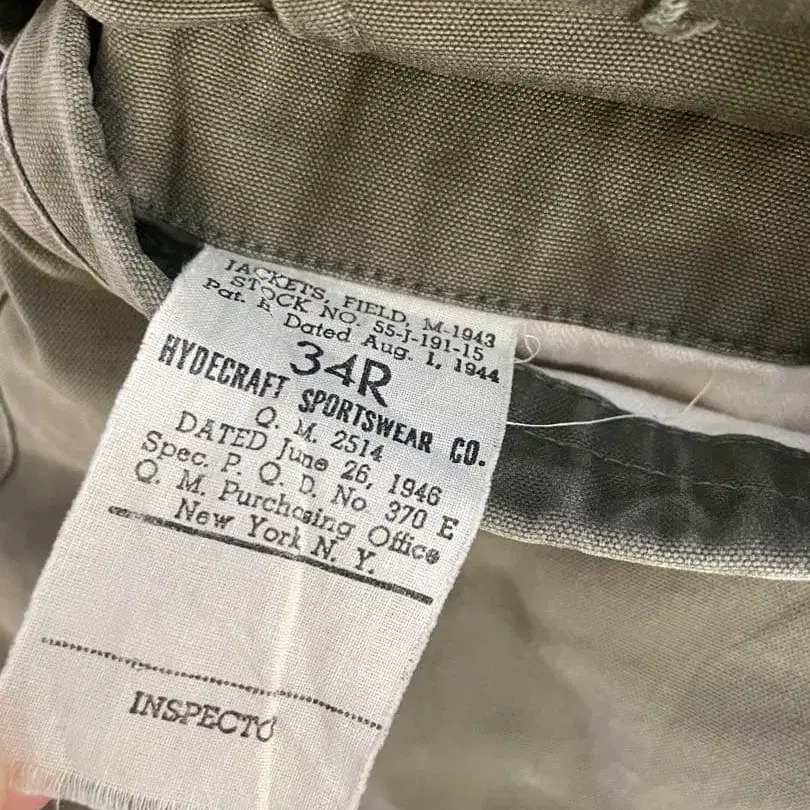 JACKETS, FIELD, M-1943
STOCK NO. 55-J-191-15
Pat. & Dated Aug. 1, 1944
34R
HYDECRAFT SPORTSWEAR CO.
Q. M. 2514
DATED June 26, 1946
Spec. P. Q. D. No. 370 E
Q. M. Purchasing Office
New York N. Y.
INSPECTO